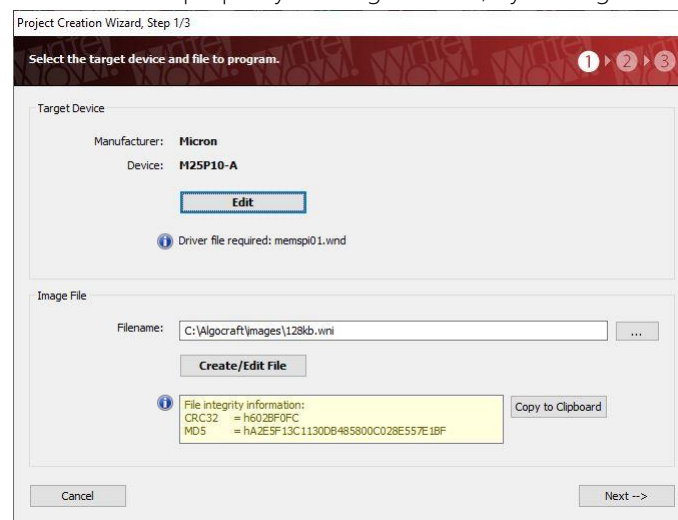 Project Creation Wizard, Step 1/3
Select the target device and file to program.
1 2 3
Target Device
Manufacturer: Micron
Device: M25P10-A
Edit
Driver file required: memspi01.wnd
Image File
Filename: C:\Algocraft\images\128kb.wni ...
Create/Edit File
File integrity information:
CRC32 = h602BF0FC
MD5 = hA2E5F13C1130DB485800C028E557E1BF
Copy to Clipboard
Cancel Next -->